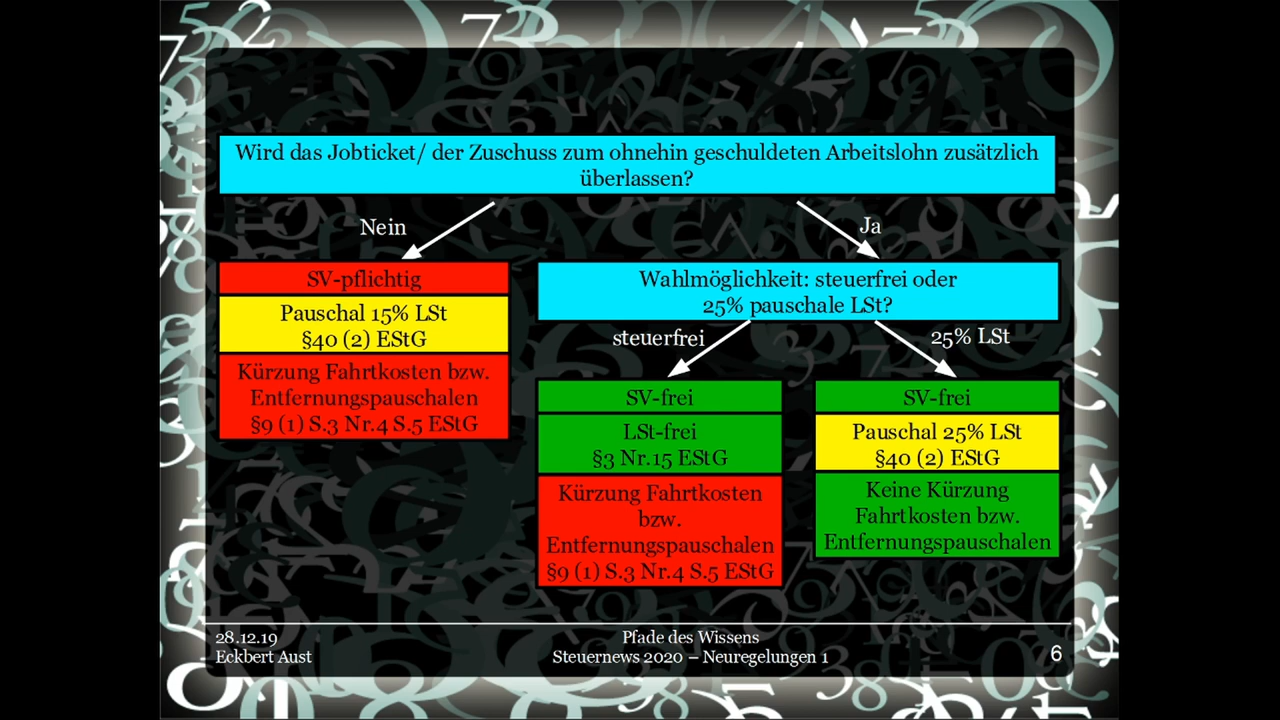 Wird das Jobticket/ der Zuschuss zum ohnehin geschuldeten Arbeitslohn zusätzlich
überlassen?
Nein
Ja
SV-pflichtig
Pauschal 15% LSt
§40 (2) EStG
Kürzung Fahrtkosten bzw.
Entfernungspauschalen
§9 (1) S.3 Nr.4 S.5 EStG
Wahlmöglichkeit: steuerfrei oder
25% pauschale LSt?
steuerfrei
25% LSt
SV-frei
LSt-frei
§3 Nr.15 EStG
Kürzung Fahrtkosten
bzw.
Entfernungspauschalen
§9 (1) S.3 Nr.4 S.5 EStG
SV-frei
Pauschal 25% LSt
§40 (2) EStG
Keine Kürzung
Fahrtkosten bzw.
Entfernungspauschalen
28.12.19
Eckbert Aust
Pfade des Wissens
Steuernews 2020 – Neuregelungen 1
6